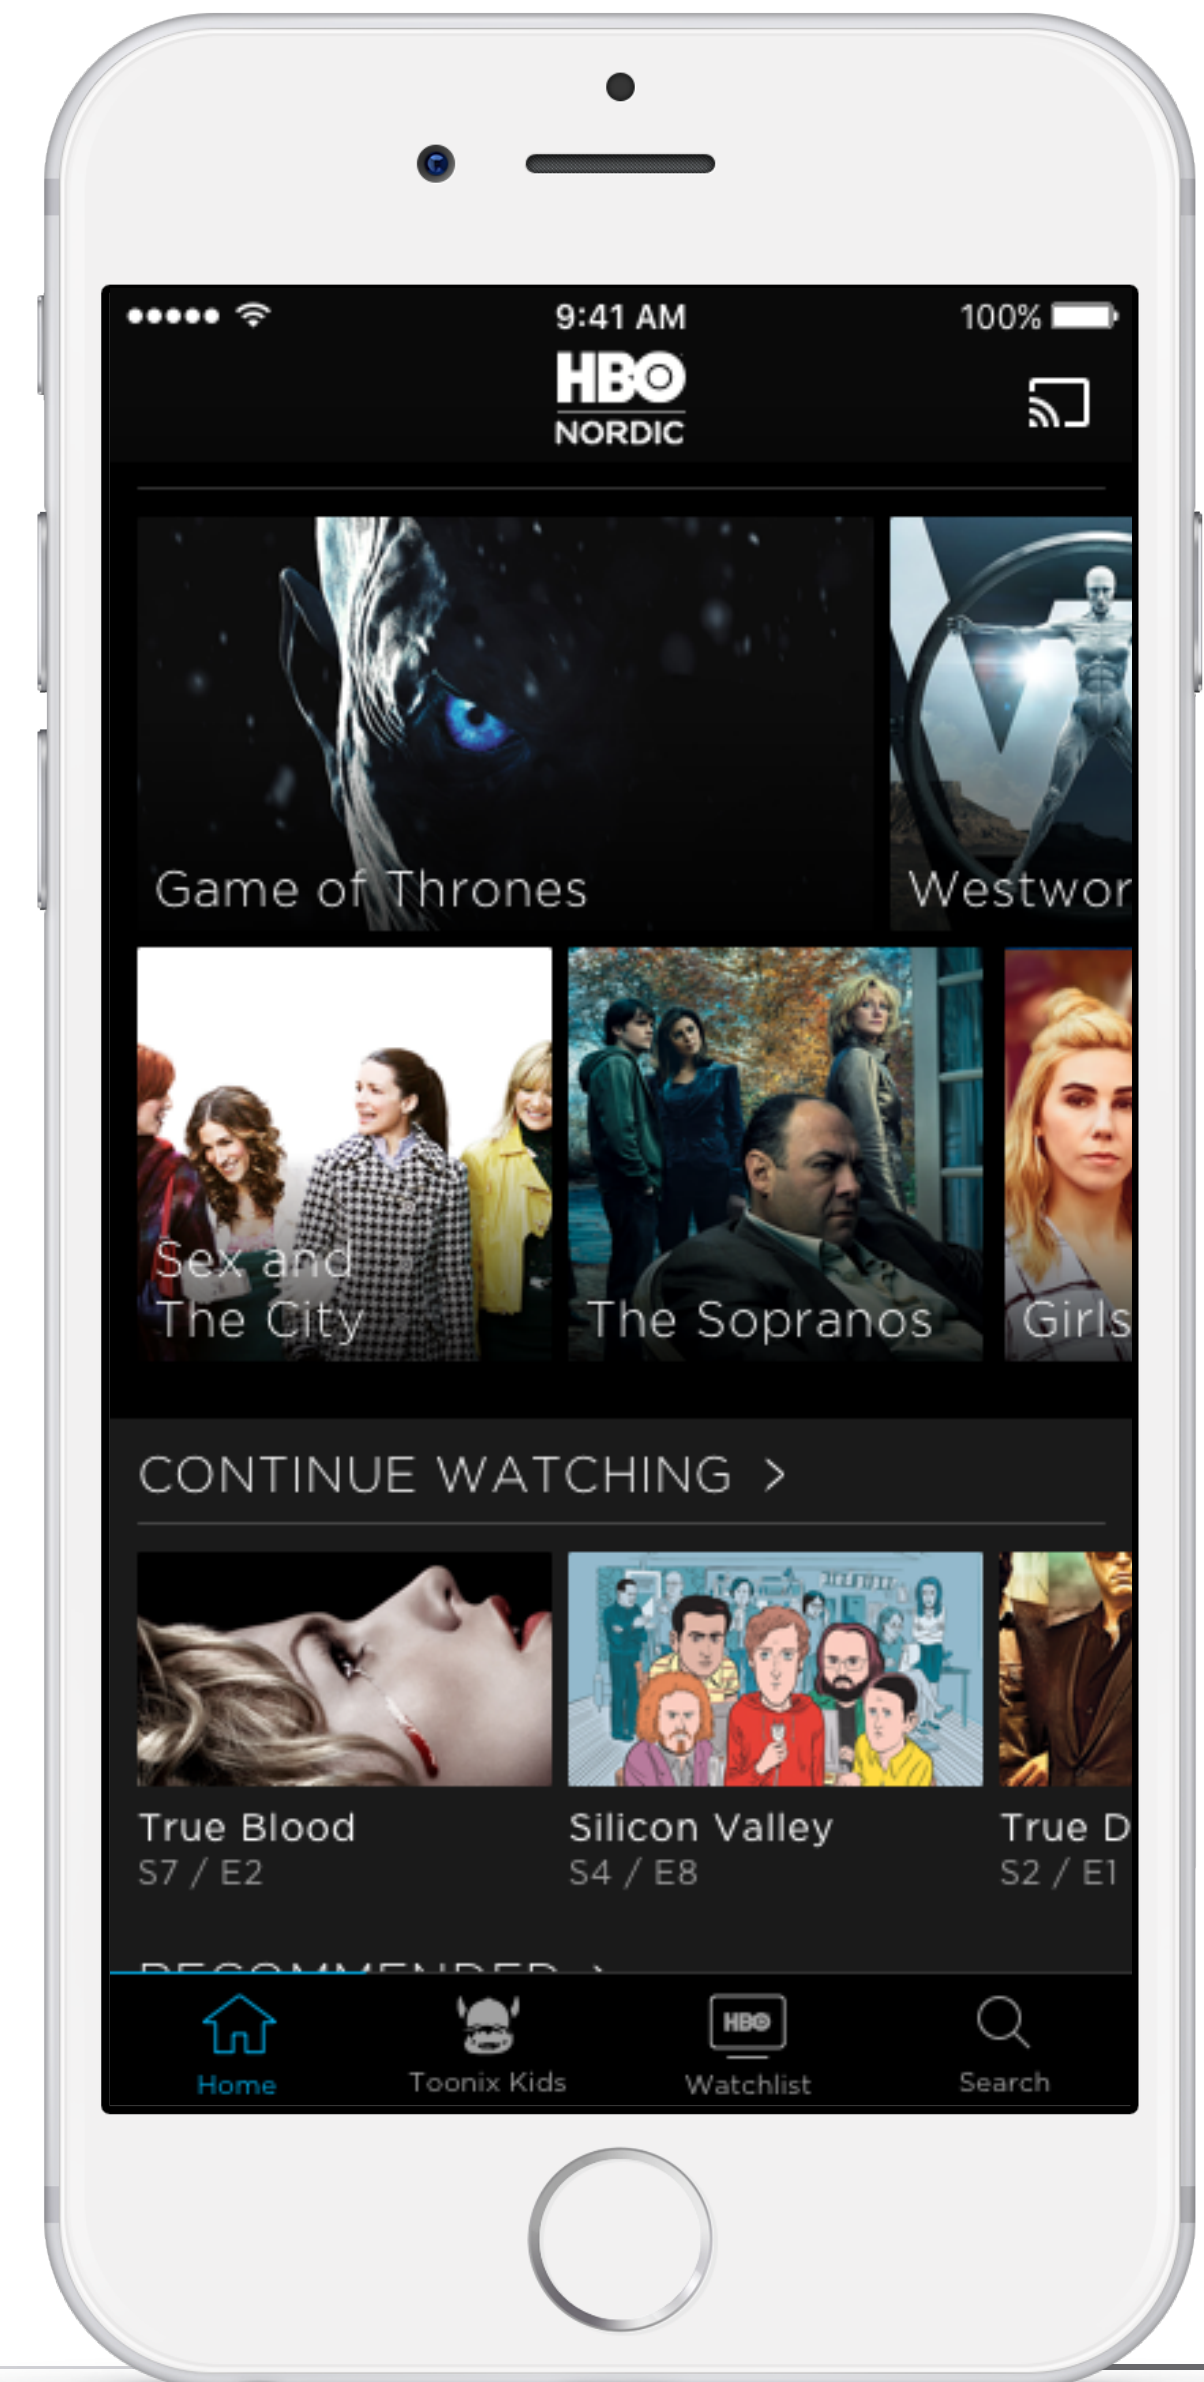 9:41 AM
100%
HBO
NORDIC
Game of Thrones
Westwor
Sex and
The City
The Sopranos
Girls
CONTINUE WATCHING >
True Blood
S7 / E2
Silicon Valley
S4 / E8
True D
S2 / E1
RECOMMENDED >
Home
Toonix Kids
HBO
Watchlist
Search